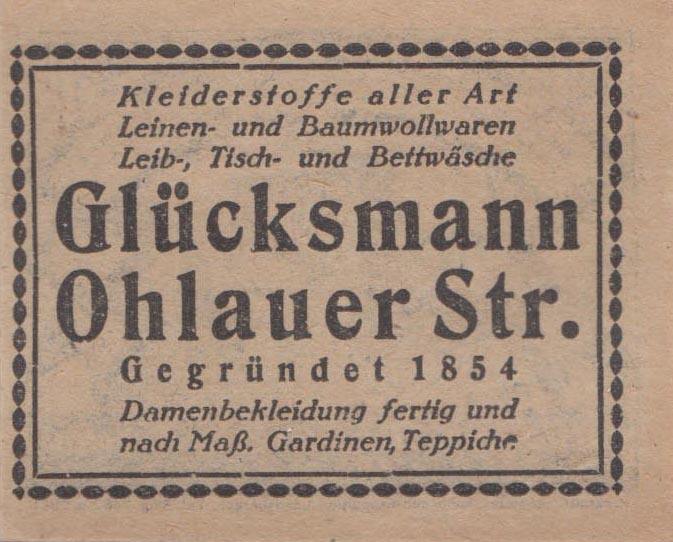 Kleiderstoffe aller Art
Leinen- und Baumwollwaren
Leib-, Tisch- und Bettwäsche
Glücksmann
Ohlauer Str.
Gegründet 1854
Damenbekleidung fertig und
nach Maß. Gardinen, Teppiche